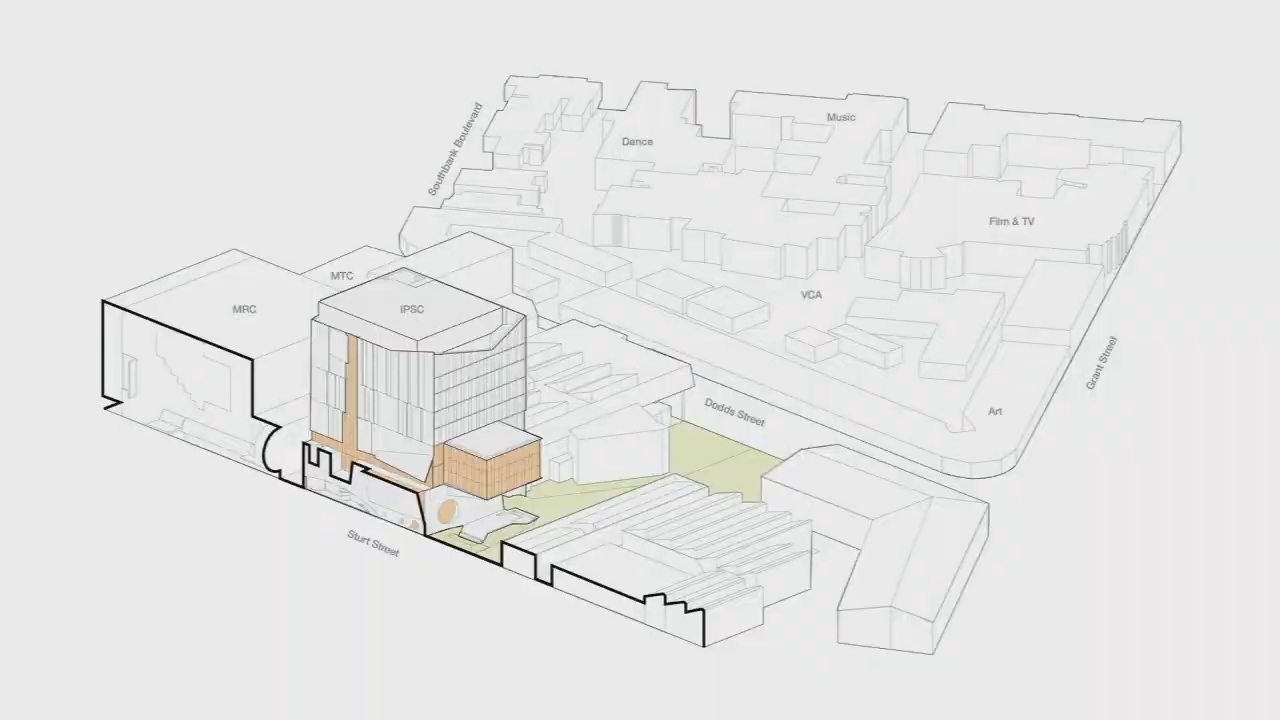 Southbank Boulevard
Dance
Music
Film & TV
MTC
VCA
MRC
IPSC
Grant Street
Dodds Street
Art
Sturt Street